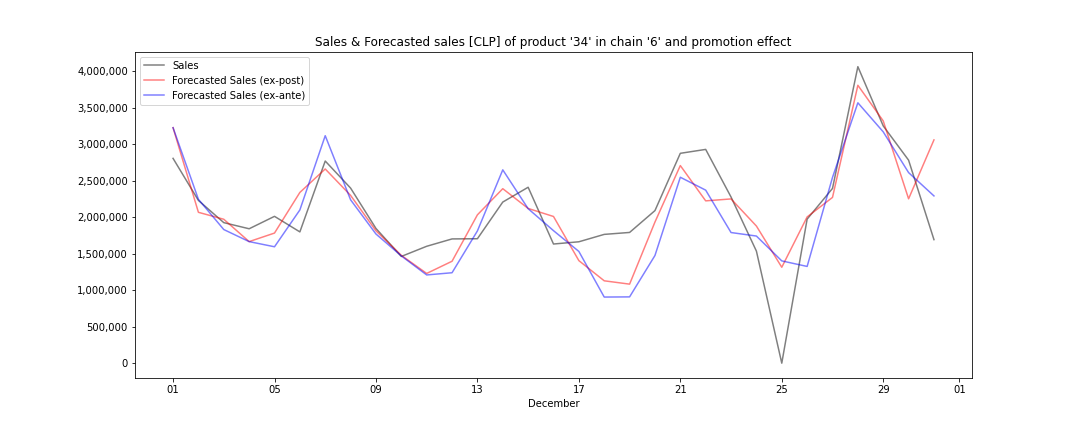 Sales & Forecasted sales [CLP] of product '34' in chain '6' and promotion effect
Sales
Forecasted Sales (ex-post)
Forecasted Sales (ex-ante)
4,000,000
3,500,000
3,000,000
2,500,000
2,000,000
1,500,000
1,000,000
500,000
0
01 05 09 13 17 21 25 29 01
December